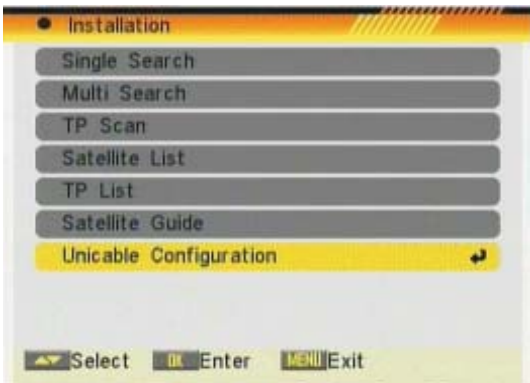 Installation
Single Search
Multi Search
TP Scan
Satellite List
TP List
Satellite Guide
Unicable Configuration
Select OK Enter MENU Exit